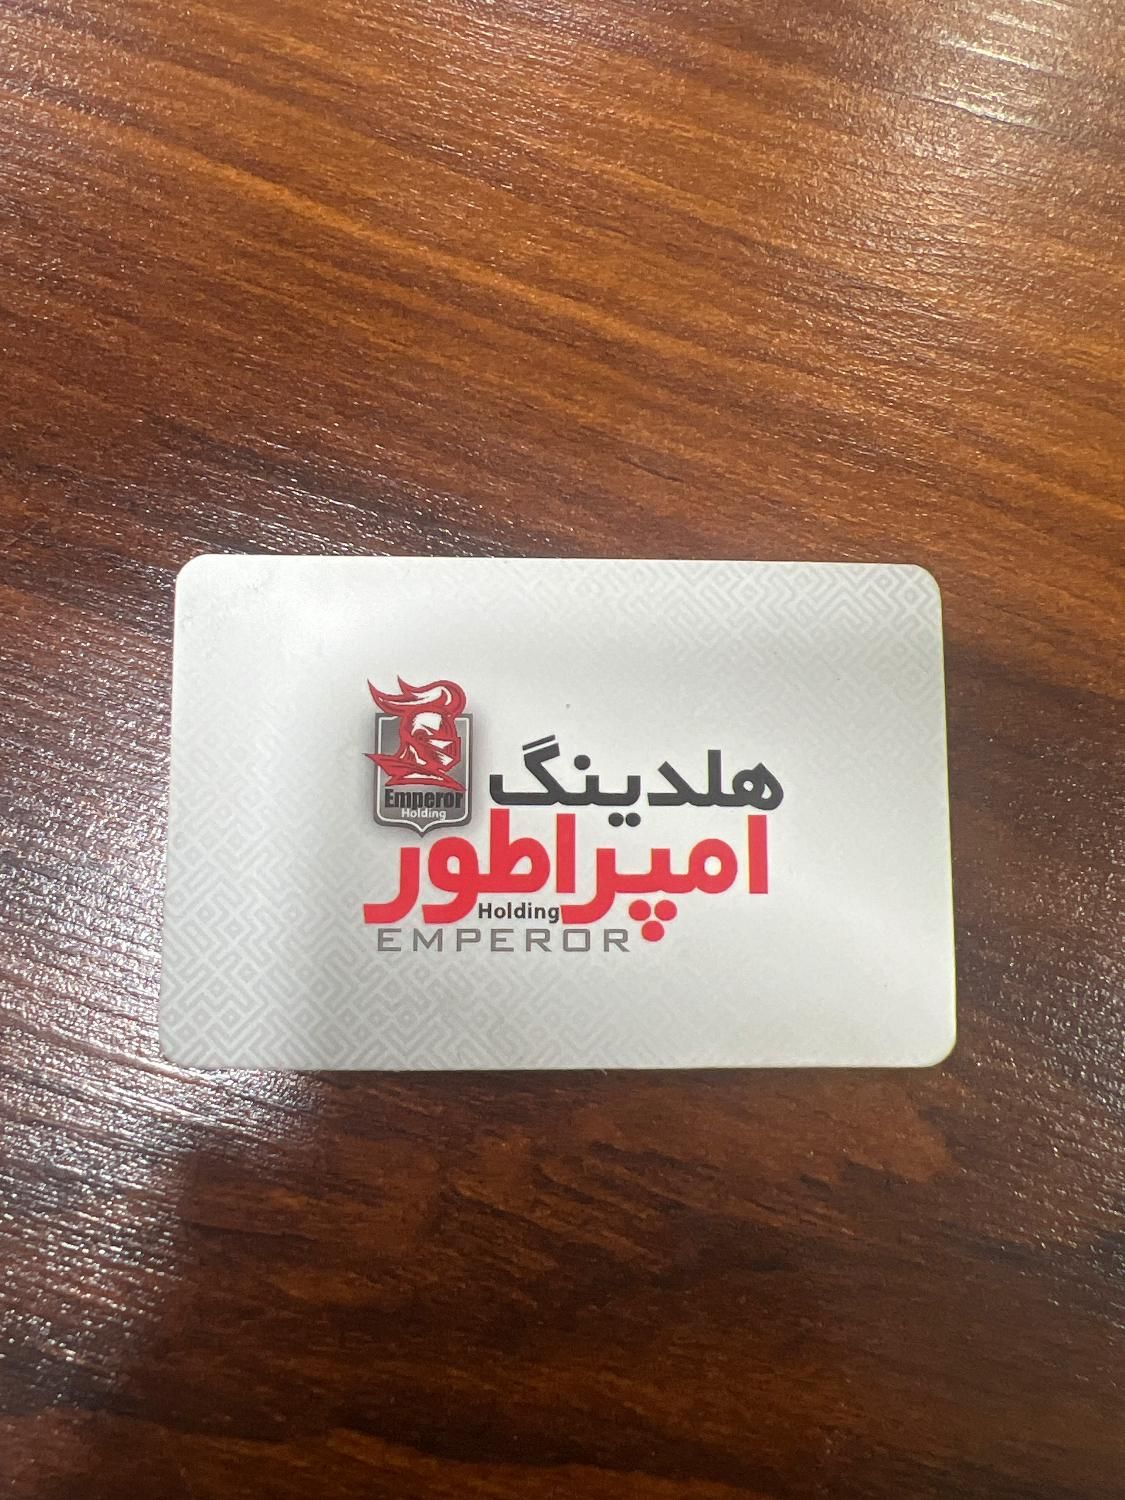 Emperor
Holding
هلدینگ
امپراطور
Holding
EMPEROR